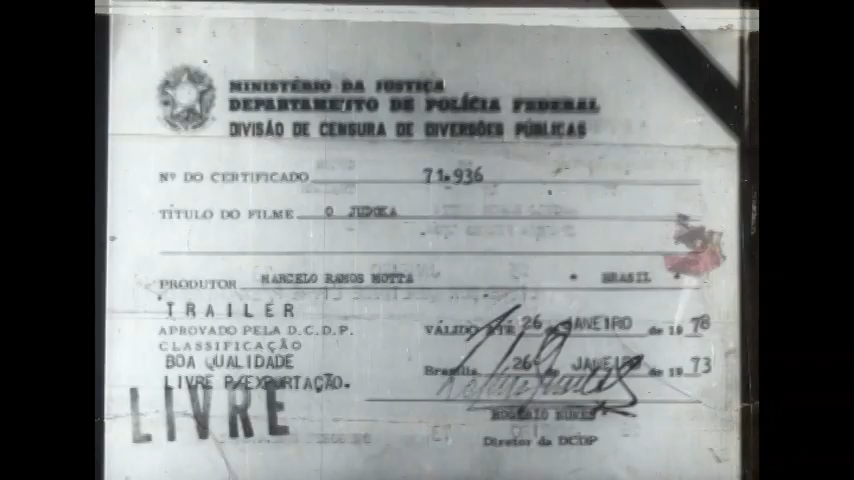 MINISTÉRIO DA JUSTIÇA
DEPARTAMENTO DE POLÍCIA FEDERAL
DIVISÃO DE CENSURA DE DIVERSÕES PÚBLICAS
Nº DO CERTIFICADO 71.936
TÍTULO DO FILME O JUDOKA
PRODUTOR MARCELO RAMOS MOTTA * BRASIL *
TRAILER
APROVADO PELA D.C.D.P. VÁLIDO ATÉ 26 JANEIRO de 1978
CLASSIFICAÇÃO
BOA QUALIDADE Brasília 26 de JANEIRO de 1973
LIVRE P/EXPORTAÇÃO.
LIVRE
ROGÉRIO NUNES
Diretor da DCDP